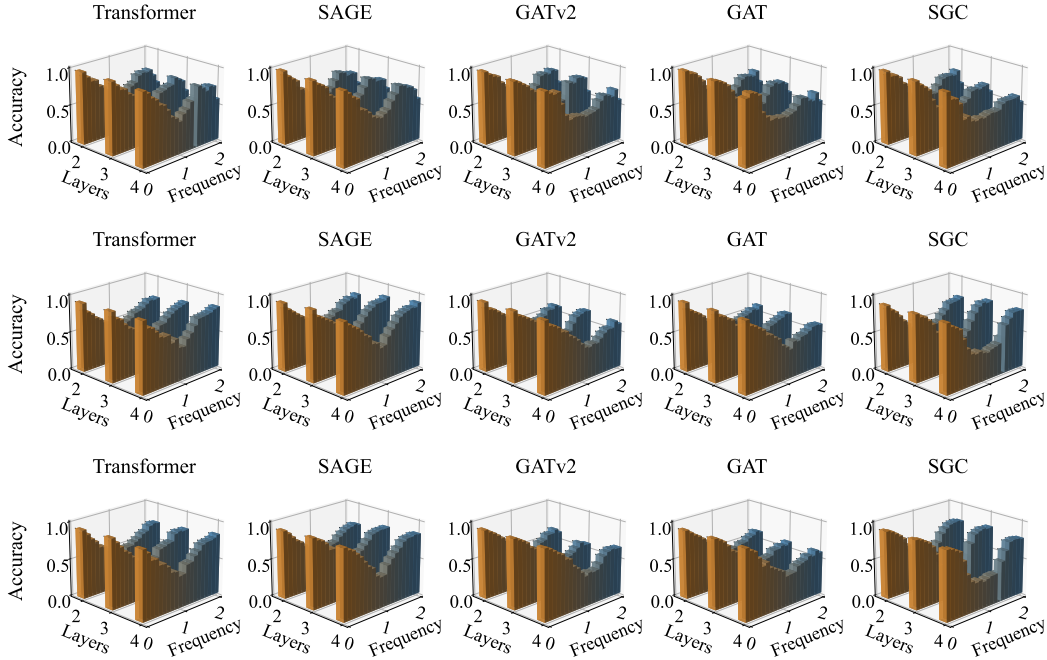 Transformer SAGE GATv2 GAT SGC
Accuracy
1.0 1.0 1.0 1.0 1.0
0.5 0.5 0.5 0.5 0.5
0.0 0.0 0.0 0.0 0.0
2 3 4 2 3 4 2 3 4 2 3 4 2 3 4
0 1 2 0 1 2 0 1 2 0 1 2 0 1 2
Layers Frequency Layers Frequency Layers Frequency Layers Frequency Layers Frequency
Transformer SAGE GATv2 GAT SGC
Accuracy
1.0 1.0 1.0 1.0 1.0
0.5 0.5 0.5 0.5 0.5
0.0 0.0 0.0 0.0 0.0
2 3 4 2 3 4 2 3 4 2 3 4 2 3 4
0 1 2 0 1 2 0 1 2 0 1 2 0 1 2
Layers Frequency Layers Frequency Layers Frequency Layers Frequency Layers Frequency
Transformer SAGE GATv2 GAT SGC
Accuracy
1.0 1.0 1.0 1.0 1.0
0.5 0.5 0.5 0.5 0.5
0.0 0.0 0.0 0.0 0.0
2 3 4 2 3 4 2 3 4 2 3 4 2 3 4
0 1 2 0 1 2 0 1 2 0 1 2 0 1 2
Layers Frequency Layers Frequency Layers Frequency Layers Frequency Layers Frequency